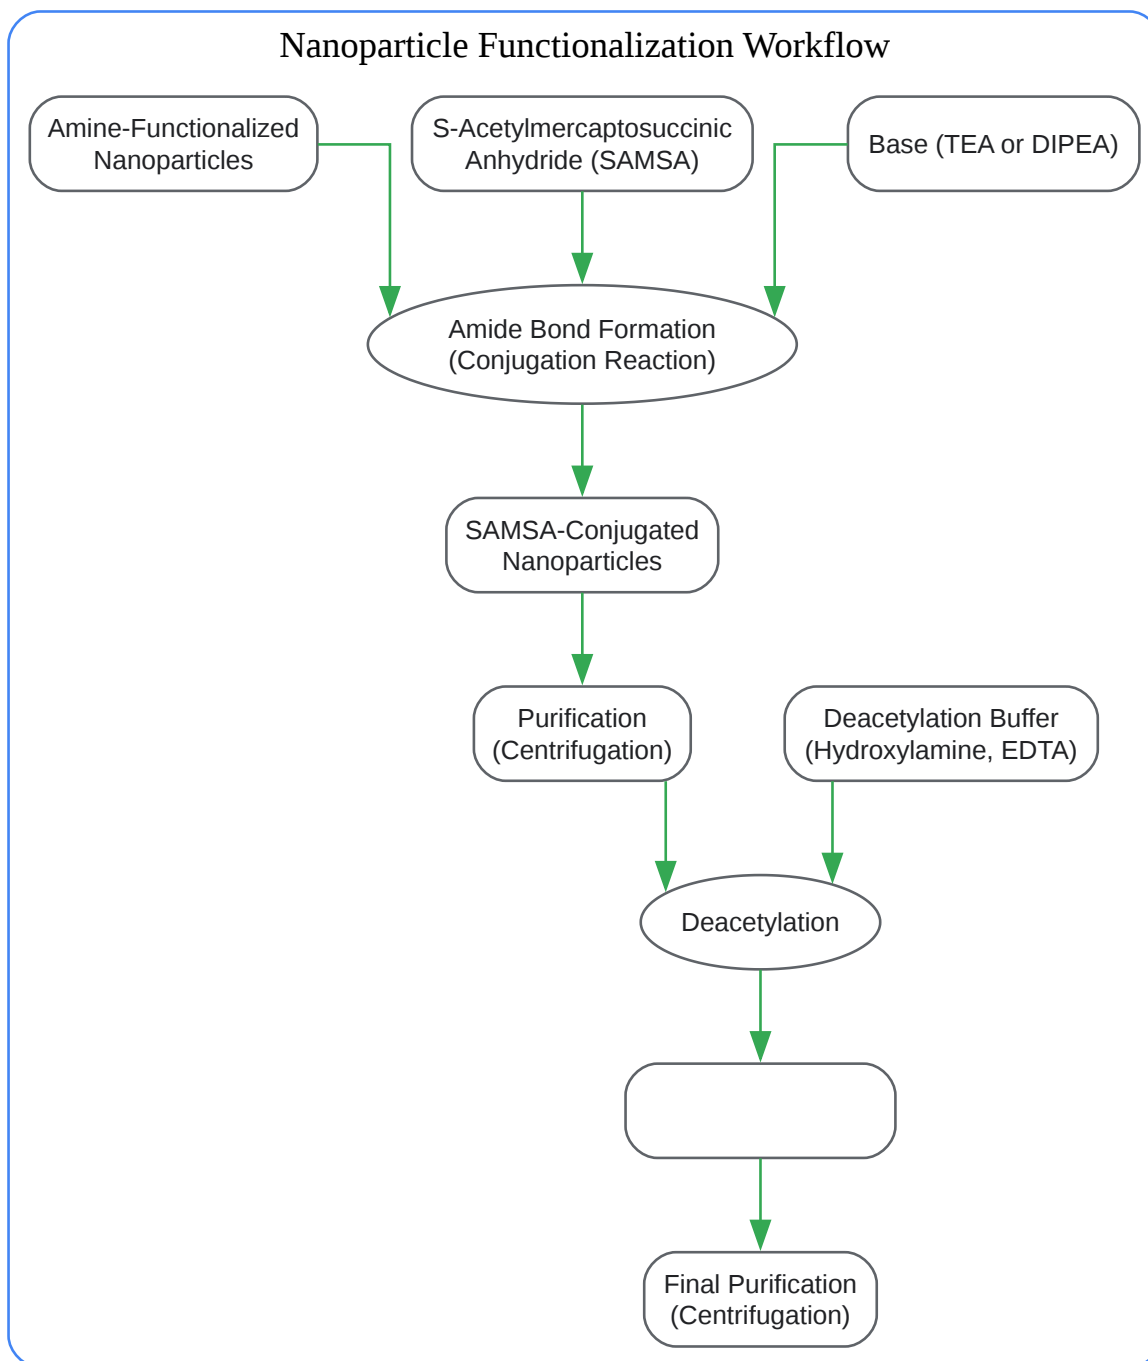 Nanoparticle Functionalization Workflow
Amine-Functionalized
Nanoparticles
S-Acetylmercaptosuccinic
Anhydride (SAMSA)
Base (TEA or DIPEA)
Amide Bond Formation
(Conjugation Reaction)
SAMSA-Conjugated
Nanoparticles
Purification
(Centrifugation)
Deacetylation Buffer
(Hydroxylamine, EDTA)
Deacetylation
Final Purification
(Centrifugation)